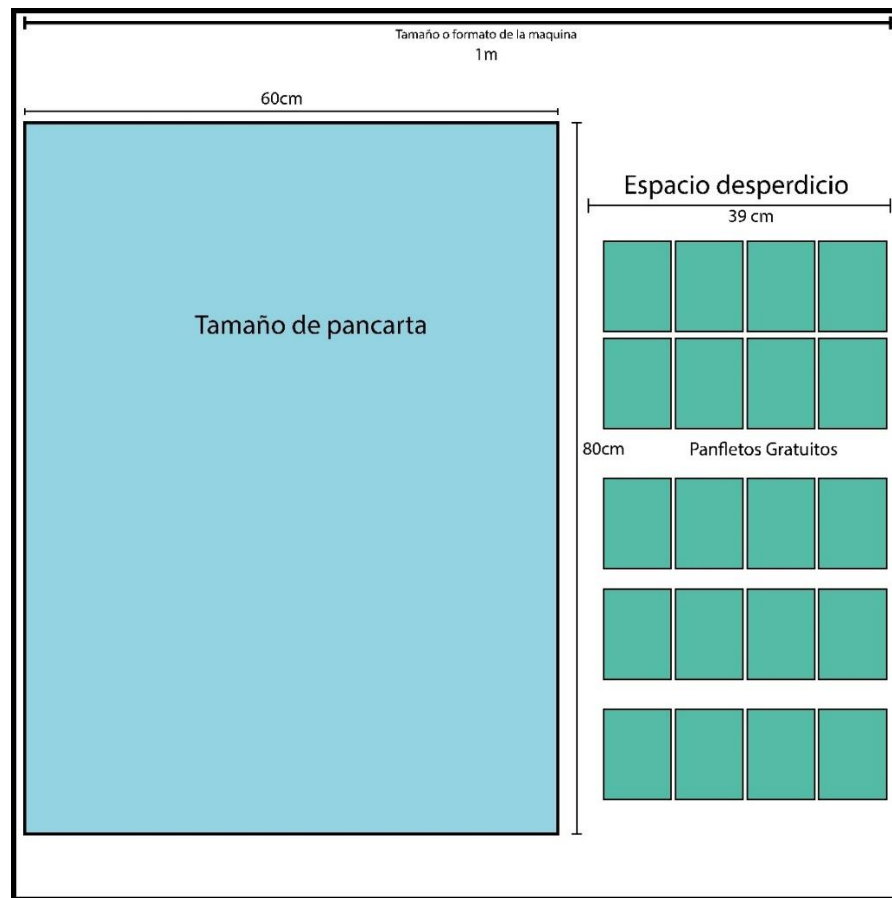 Tamaño o formato de la maquina
1m
60cm
Espacio desperdicio
39 cm
Tamaño de pancarta
80cm
Panfletos Gratuitos